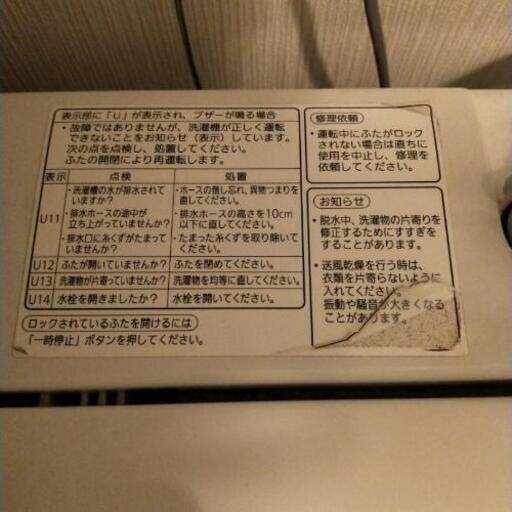 表示部に「U」が表示され、ブザーが鳴る場合
・故障ではありませんが、洗濯機が正しく運転
できないことをお知らせ（表示）しています。
次の点を点検し、処置してください。
ふたの開閉により再運転します。
表示 点検 処置
U11
・洗濯槽の水が排水されて
いますか？
・ホースの倒し忘れ、異物つまりを
直してください。
・排水ホースの途中が
立ち上がっていませんか？
・排水ホースの高さを10cm
以下に直してください。
・排水口に糸くずがたまって
いませんか？
・たまった糸くずを取り除いて
ください。
U12 ふたが開いていませんか？ ふたを閉めてください。
U13 洗濯物が片寄っていませんか？ 洗濯物を均等に直してください。
U14 水栓を開きましたか？ 水栓を開いてください。
ロックされているふたを開けるには
「一時停止」ボタンを押してください。
修理依頼
・運転中にふたがロック
されない場合は直ちに
使用を中止し、修理を
依頼してください。
お知らせ
・脱水中、洗濯物の片寄りを
修正するためにすすぎを
することがあります。
・送風乾燥を行う時は、
衣類を片寄らないように
入れてください。
振動や騒音が大きくなる
ことがあります。